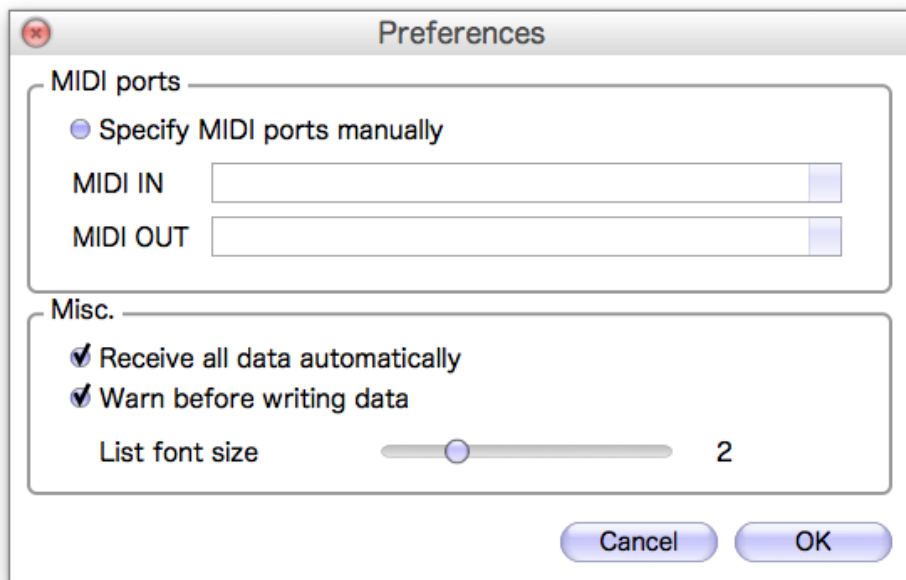 Preferences
MIDI ports
Specify MIDI ports manually
MIDI IN
MIDI OUT
Misc.
Receive all data automatically
Warn before writing data
List font size 2
Cancel OK